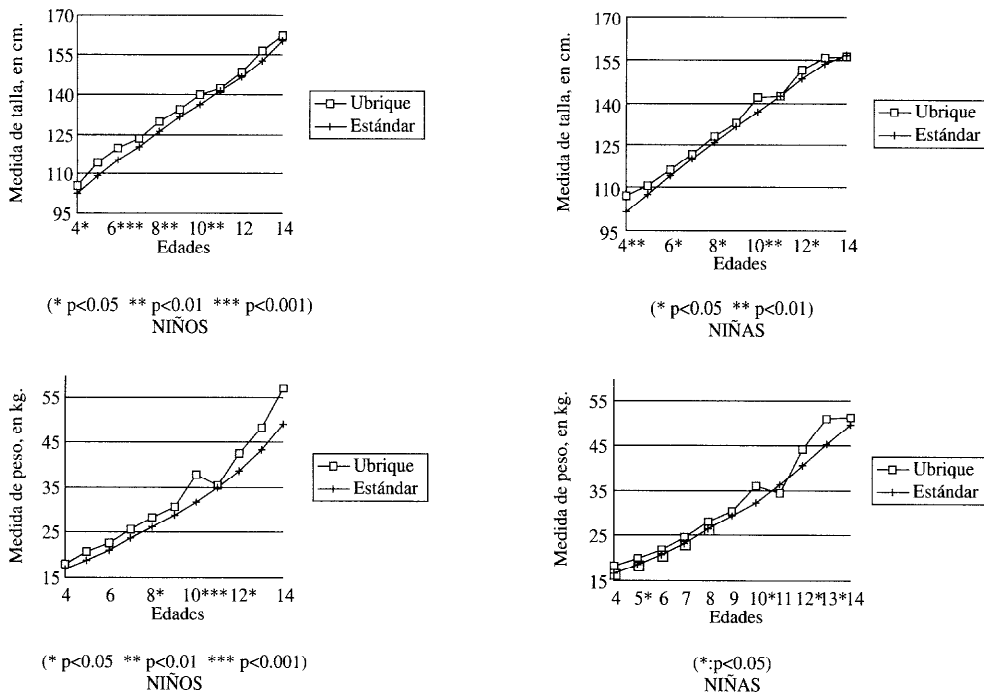 170
155
140
125
110
95
Medida de talla, en cm.
4* 6*** 8** 10** 12 14
Edades
Ubrique
Estándar
(* p<0.05 ** p<0.01 *** p<0.001)
NIÑOS
170
155
140
125
110
95
Medida de talla, en cm.
4** 6* 8* 10** 12* 14
Edades
Ubrique
Estándar
(* p<0.05 ** p<0.01)
NIÑAS
55
45
35
25
15
Medida de peso, en kg.
4 6 8* 10*** 12* 14
Edades
Ubrique
Estándar
(* p<0.05 ** p<0.01 *** p<0.001)
NIÑOS
55
45
35
25
15
Medida de peso, en kg.
4 5* 6 7 8 9 10*11 12*13*14
Edades
Ubrique
Estándar
(*:p<0.05)
NIÑAS